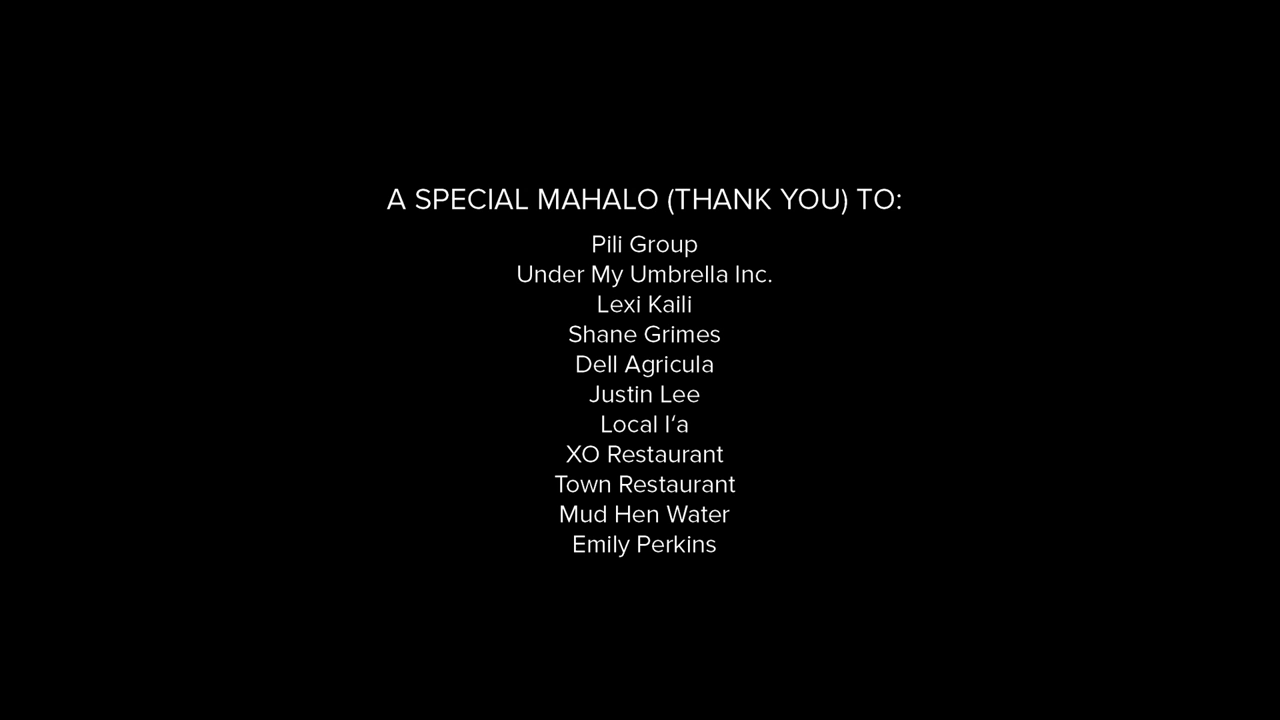 A SPECIAL MAHALO (THANK YOU) TO:
Pili Group
Under My Umbrella Inc.
Lexi Kaili
Shane Grimes
Dell Agricula
Justin Lee
Local I‘a
XO Restaurant
Town Restaurant
Mud Hen Water
Emily Perkins